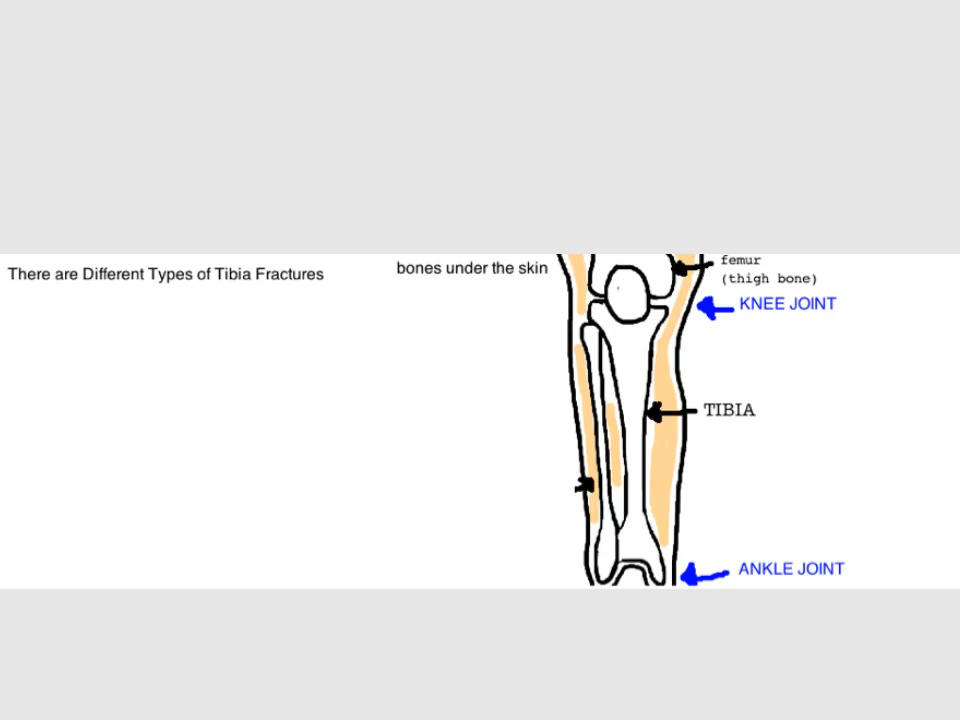 There are Different Types of Tibia Fractures
bones under the skin
femur
(thigh bone)
KNEE JOINT
TIBIA
ANKLE JOINT